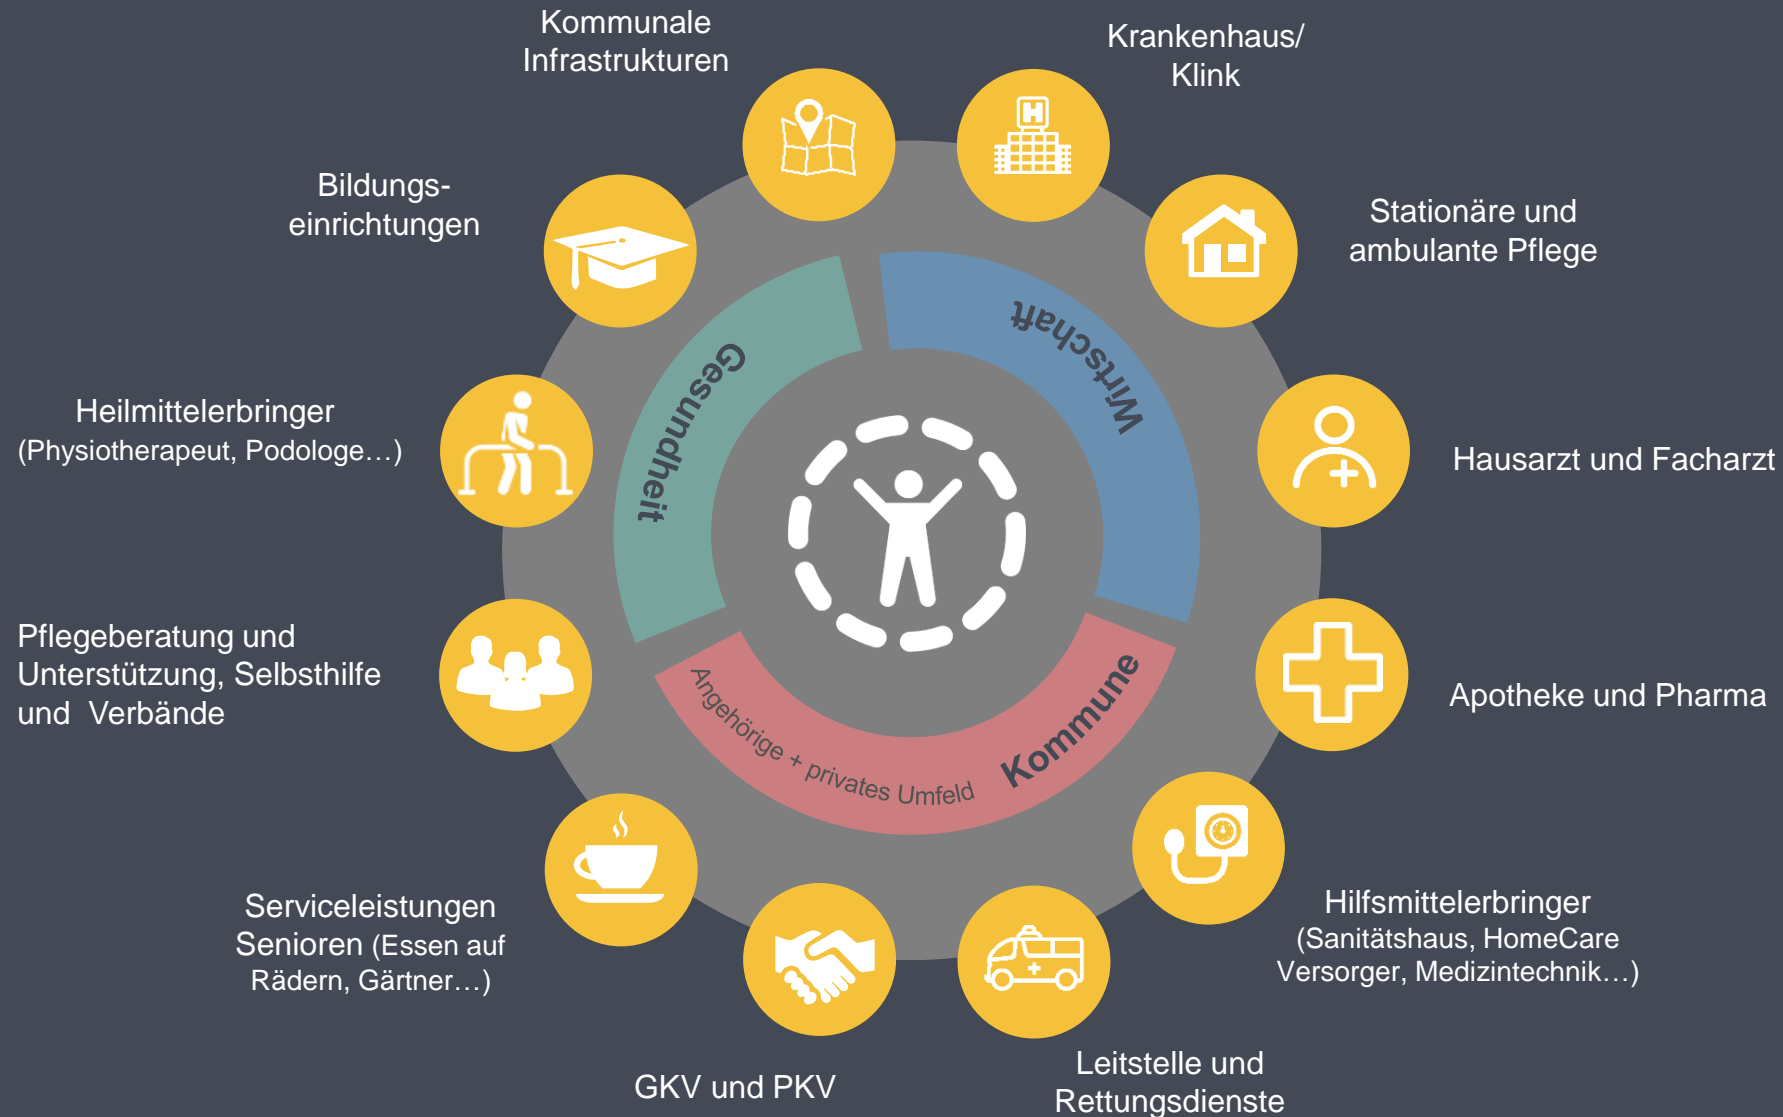 Kommunale
Infrastrukturen
Krankenhaus/
Klink
Bildungs-
einrichtungen
Stationäre und
ambulante Pflege
Gesundheit
Wirtschaft
Heilmittelerbringer
(Physiotherapeut, Podologe…)
Hausarzt und Facharzt
Pflegeberatung und
Unterstützung, Selbsthilfe
und Verbände
Angehörige + privates Umfeld
Kommune
Apotheke und Pharma
Serviceleistungen
Senioren (Essen auf
Rädern, Gärtner…)
Hilfsmittelerbringer
(Sanitätshaus, HomeCare
Versorger, Medizintechnik…)
GKV und PKV
Leitstelle und
Rettungsdienste
H